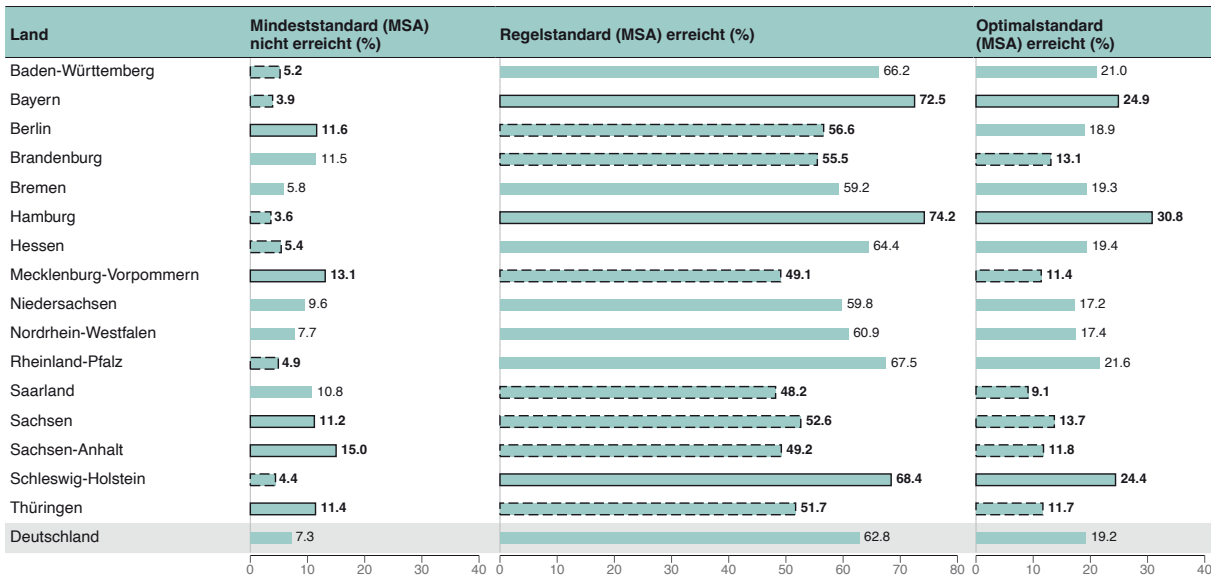 Land Mindeststandard (MSA) nicht erreicht (%) Regelstandard (MSA) erreicht (%) Optimalstandard (MSA) erreicht (%)
Baden-Württemberg 5.2 66.2 21.0
Bayern 3.9 72.5 24.9
Berlin 11.6 56.6 18.9
Brandenburg 11.5 55.5 13.1
Bremen 5.8 59.2 19.3
Hamburg 3.6 74.2 30.8
Hessen 5.4 64.4 19.4
Mecklenburg-Vorpommern 13.1 49.1 11.4
Niedersachsen 9.6 59.8 17.2
Nordrhein-Westfalen 7.7 60.9 17.4
Rheinland-Pfalz 4.9 67.5 21.6
Saarland 10.8 48.2 9.1
Sachsen 11.2 52.6 13.7
Sachsen-Anhalt 15.0 49.2 11.8
Schleswig-Holstein 4.4 68.4 24.4
Thüringen 11.4 51.7 11.7
Deutschland 7.3 62.8 19.2
0 10 20 30 40 0 10 20 30 40 50 60 70 80 0 10 20 30 40